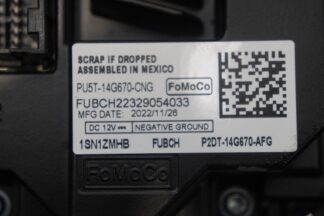 SCRAP IF DROPPED
ASSEMBLED IN MEXICO
PU5T-14G670-CNG FoMoCo
FUBCH22329054033
MFG DATE: 2022/11/26
DC 12V NEGATIVE GROUND
1SN1ZMHB FUBCH P2DT-14G670-AFG
FoMoCo